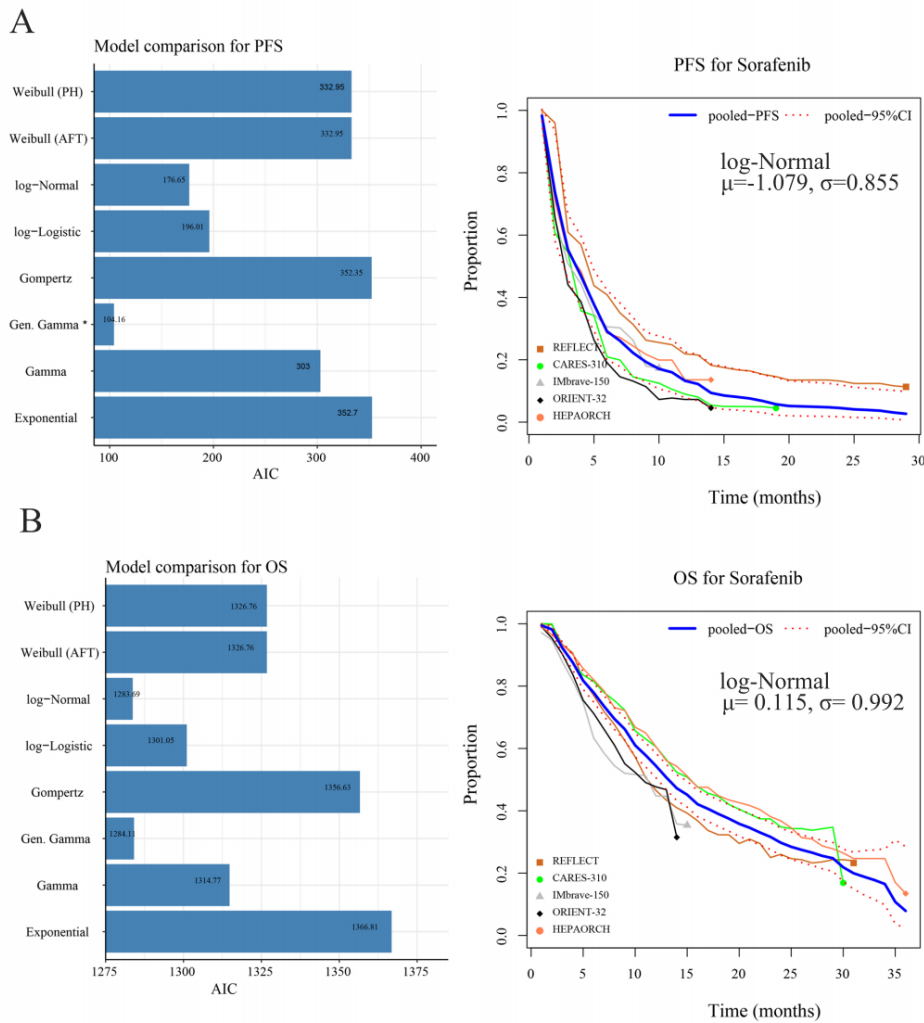 A
Model comparison for PFS
Weibull (PH)
332.95
Weibull (AFT)
332.95
log−Normal
176.65
log−Logistic
196.01
Gompertz
352.35
Gen. Gamma *
104.16
Gamma
303
Exponential
352.7
100
200
300
400
AIC
PFS for Sorafenib
pooled−PFS
pooled−95%CI
log-Normal
μ=-1.079, σ=0.855
Proportion
1.0
0.8
0.6
0.4
0.2
0.0
REFLECT
CARES-310
IMbrave-150
ORIENT-32
HEPAORCH
0
5
10
15
20
25
30
Time (months)
B
Model comparison for OS
Weibull (PH)
1326.76
Weibull (AFT)
1326.76
log−Normal
1283.69
log−Logistic
1301.05
Gompertz
1356.63
Gen. Gamma
1284.11
Gamma
1314.77
Exponential
1366.81
1275
1300
1325
1350
1375
AIC
OS for Sorafenib
pooled−OS
pooled−95%CI
log-Normal
μ= 0.115, σ= 0.992
Proportion
1.0
0.8
0.6
0.4
0.2
0.0
REFLECT
CARES-310
IMbrave-150
ORIENT-32
HEPAORCH
0
5
10
15
20
25
30
35
Time (months)